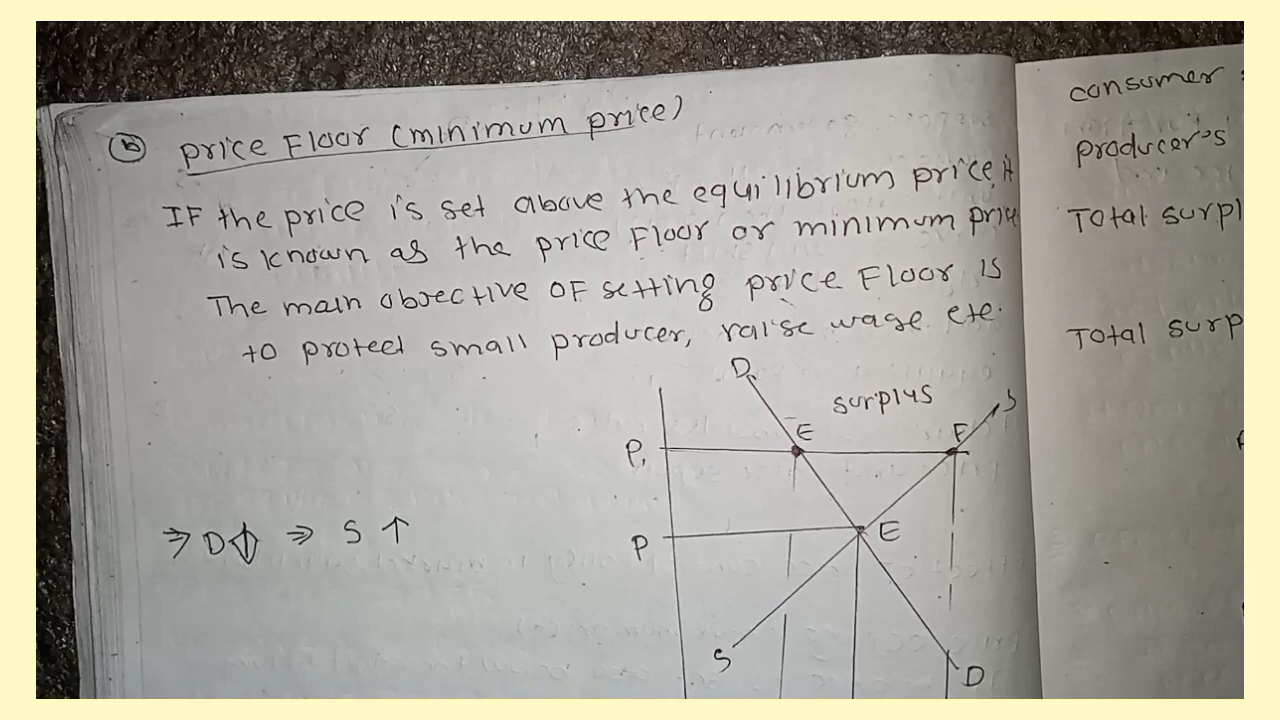 b) price Floor (minimum price)
IF the price is set above the equilibrium price, it
is known as the price Floor or minimum price
The main objective OF setting price Floor is
to protect small producer, raise wage etc.
D
surplus
S
E
F
P1
⇒ D↓ ⇒ S ↑
P
E
S
D
consumer
producer's
Total surpl
Total surp